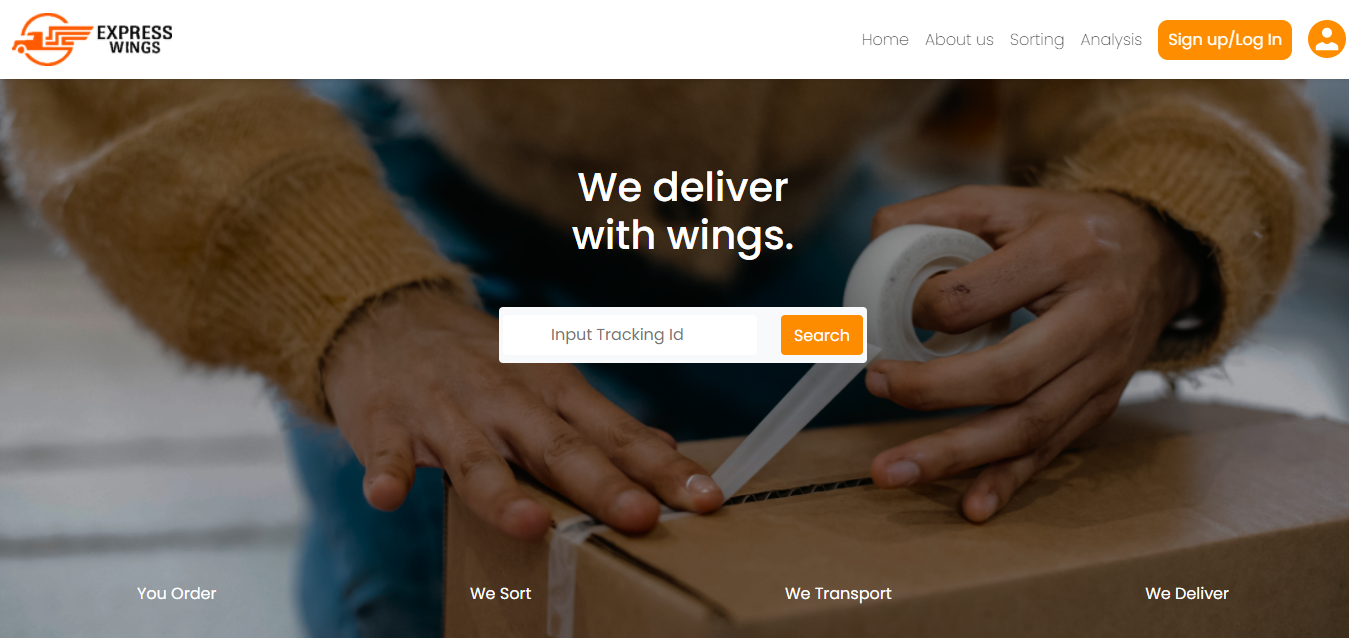 EXPRESS
WINGS
Home About us Sorting Analysis Sign up/Log In
We deliver
with wings.
Input Tracking Id Search
You Order We Sort We Transport We Deliver